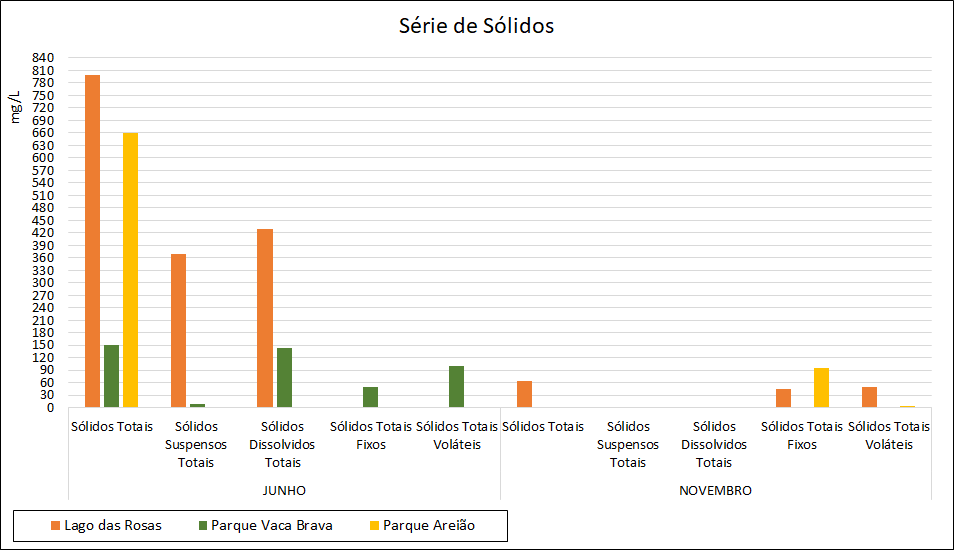 Série de Sólidos
mg/L
840
810
780
750
720
690
660
630
600
570
540
510
480
450
420
390
360
330
300
270
240
210
180
150
120
90
60
30
0
Sólidos Totais
Sólidos
Suspensos
Totais
Sólidos
Dissolvidos
Totais
Sólidos Totais
Fixos
Sólidos Totais
Voláteis
Sólidos Totais
Sólidos
Suspensos
Totais
Sólidos
Dissolvidos
Totais
Sólidos Totais
Fixos
Sólidos Totais
Voláteis
JUNHO
NOVEMBRO
Lago das Rosas
Parque Vaca Brava
Parque Areião